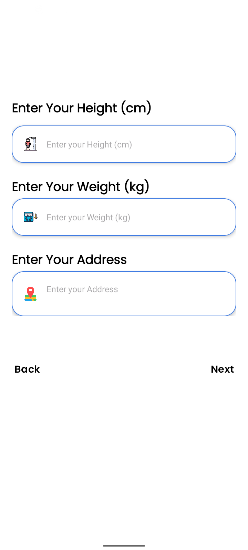 Enter Your Height (cm)
Enter your Height (cm)
Enter Your Weight (kg)
Enter your Weight (kg)
Enter Your Address
Enter your Address
Back Next